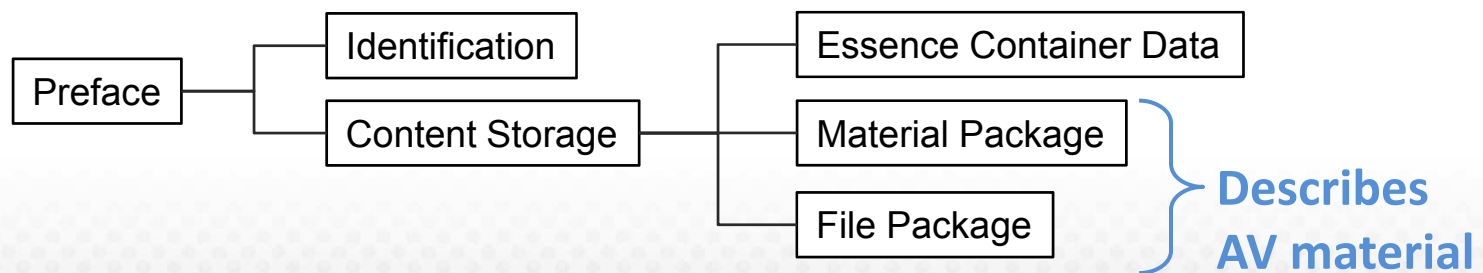 Preface
Identification
Content Storage
Essence Container Data
Material Package
File Package
Describes
AV material